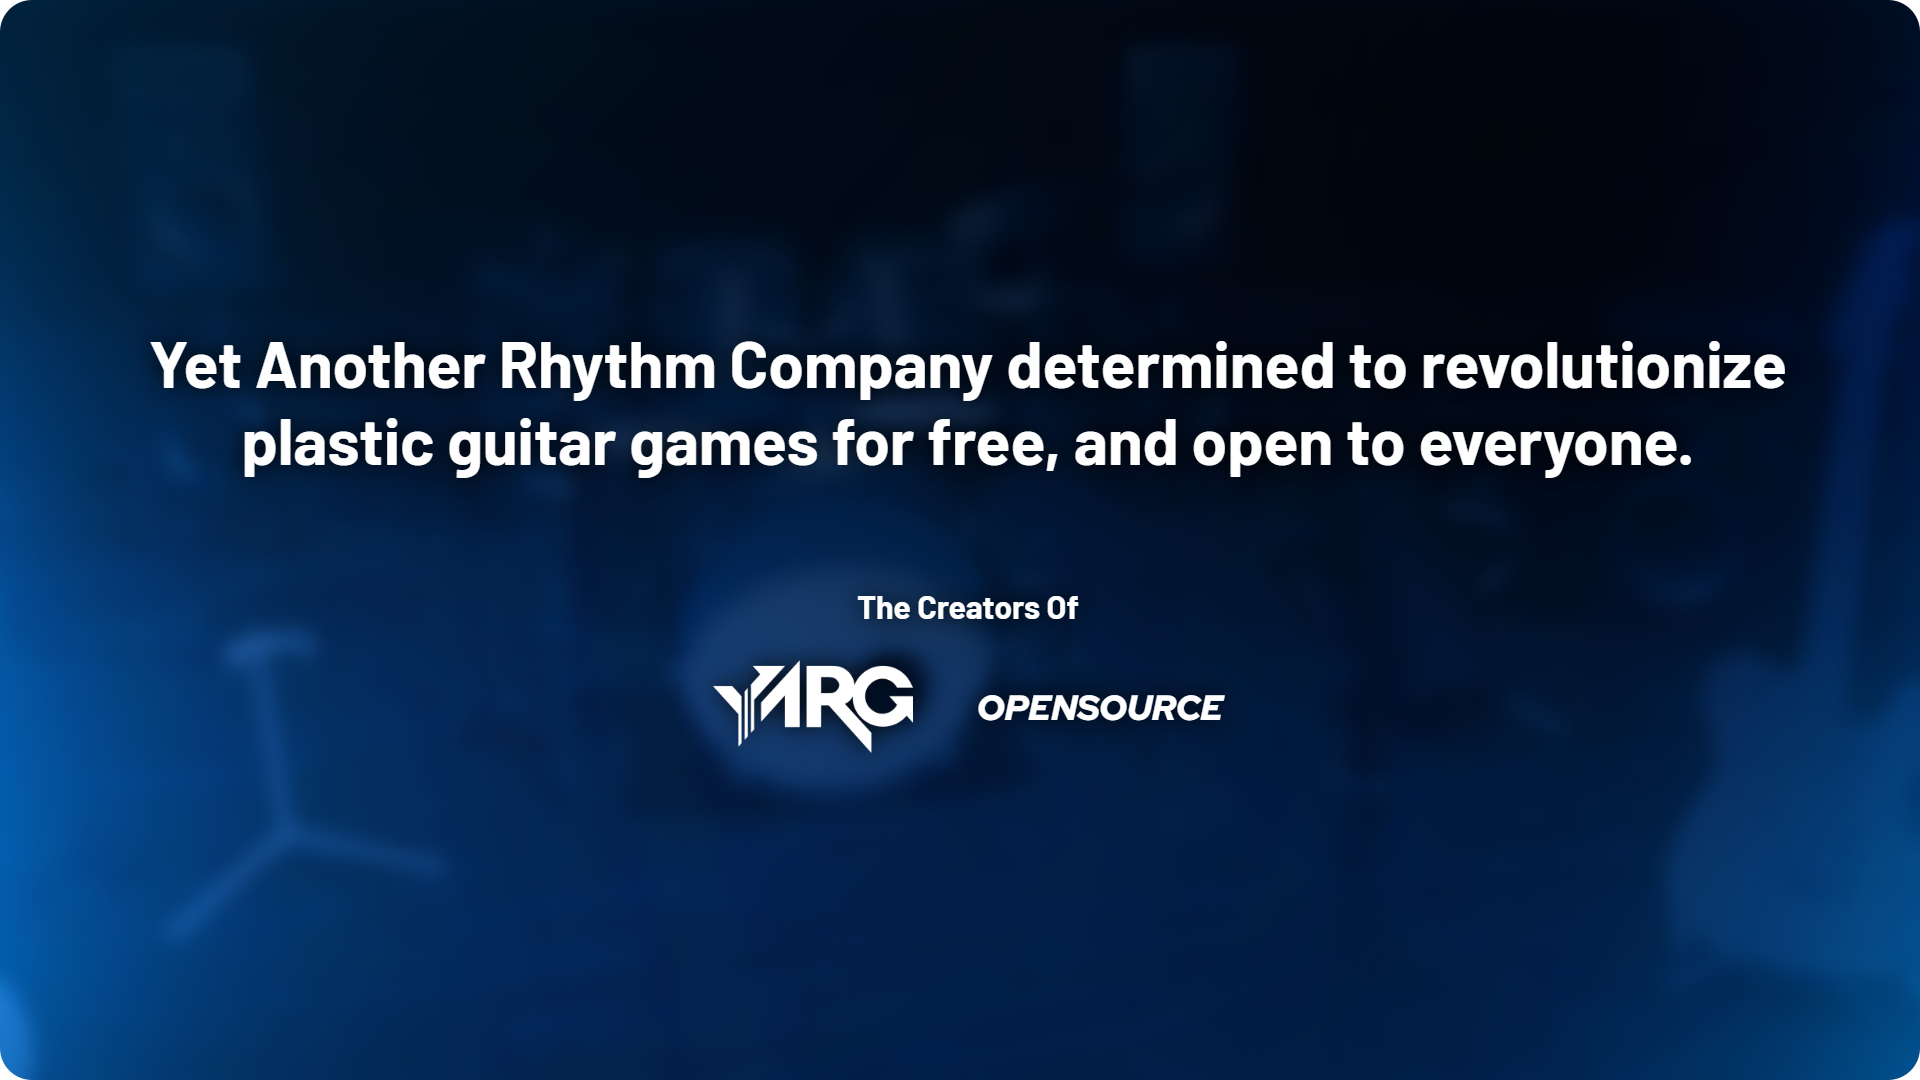 Yet Another Rhythm Company determined to revolutionize
plastic guitar games for free, and open to everyone.
The Creators Of
YARG
OPENSOURCE